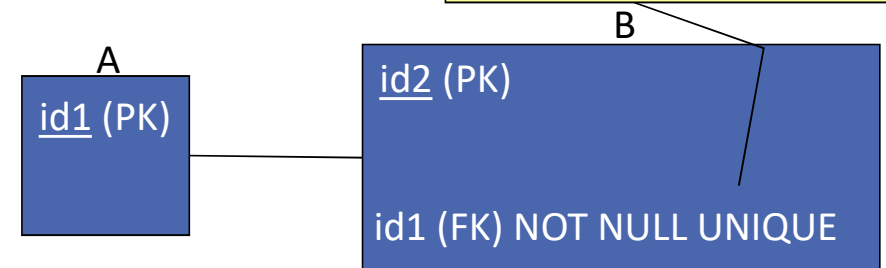 B
A
id2 (PK)
id1 (PK)
id1 (FK) NOT NULL UNIQUE